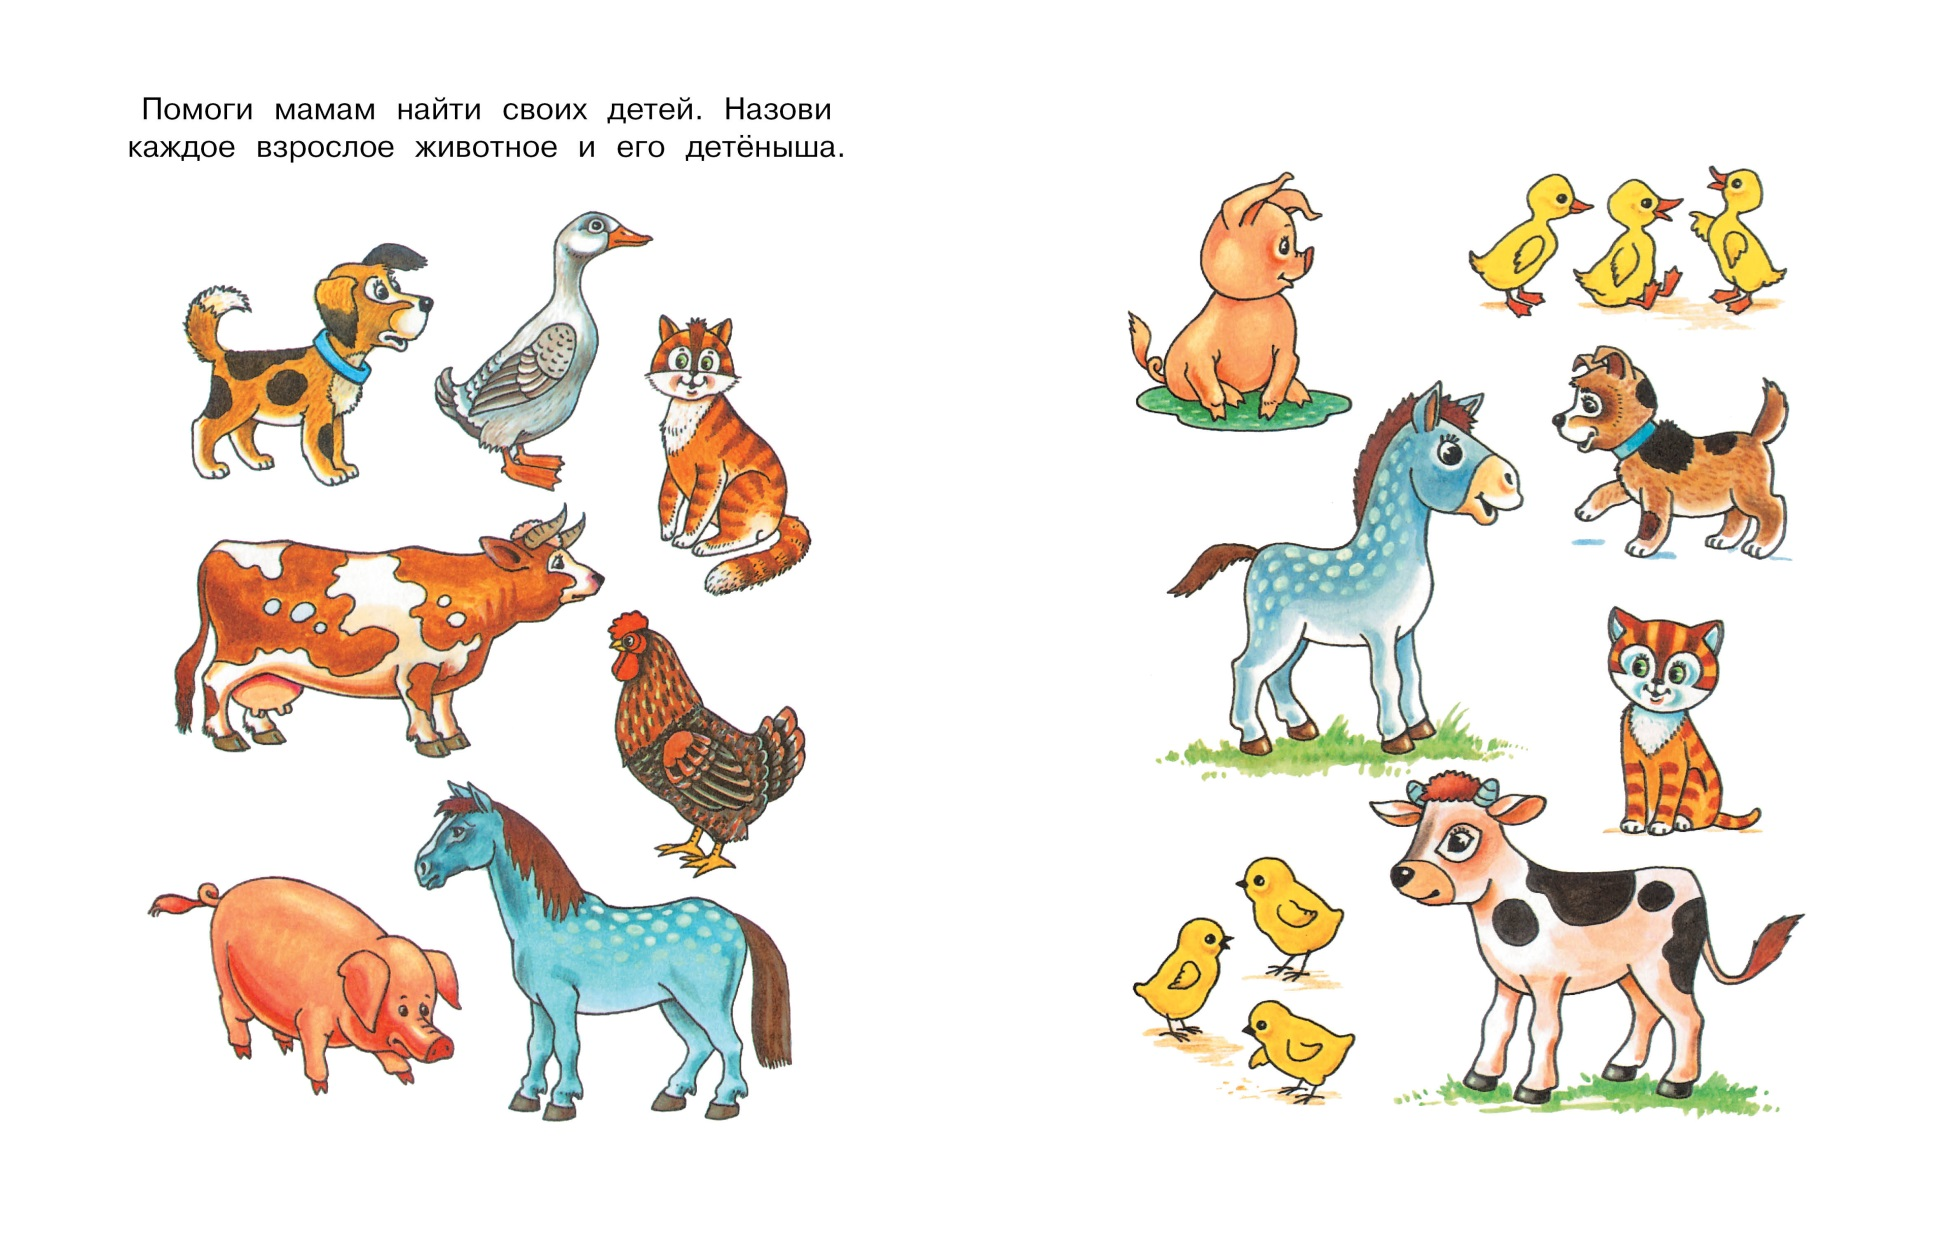 Помоги мамам найти своих детей. Назови
каждое взрослое животное и его детёныша.